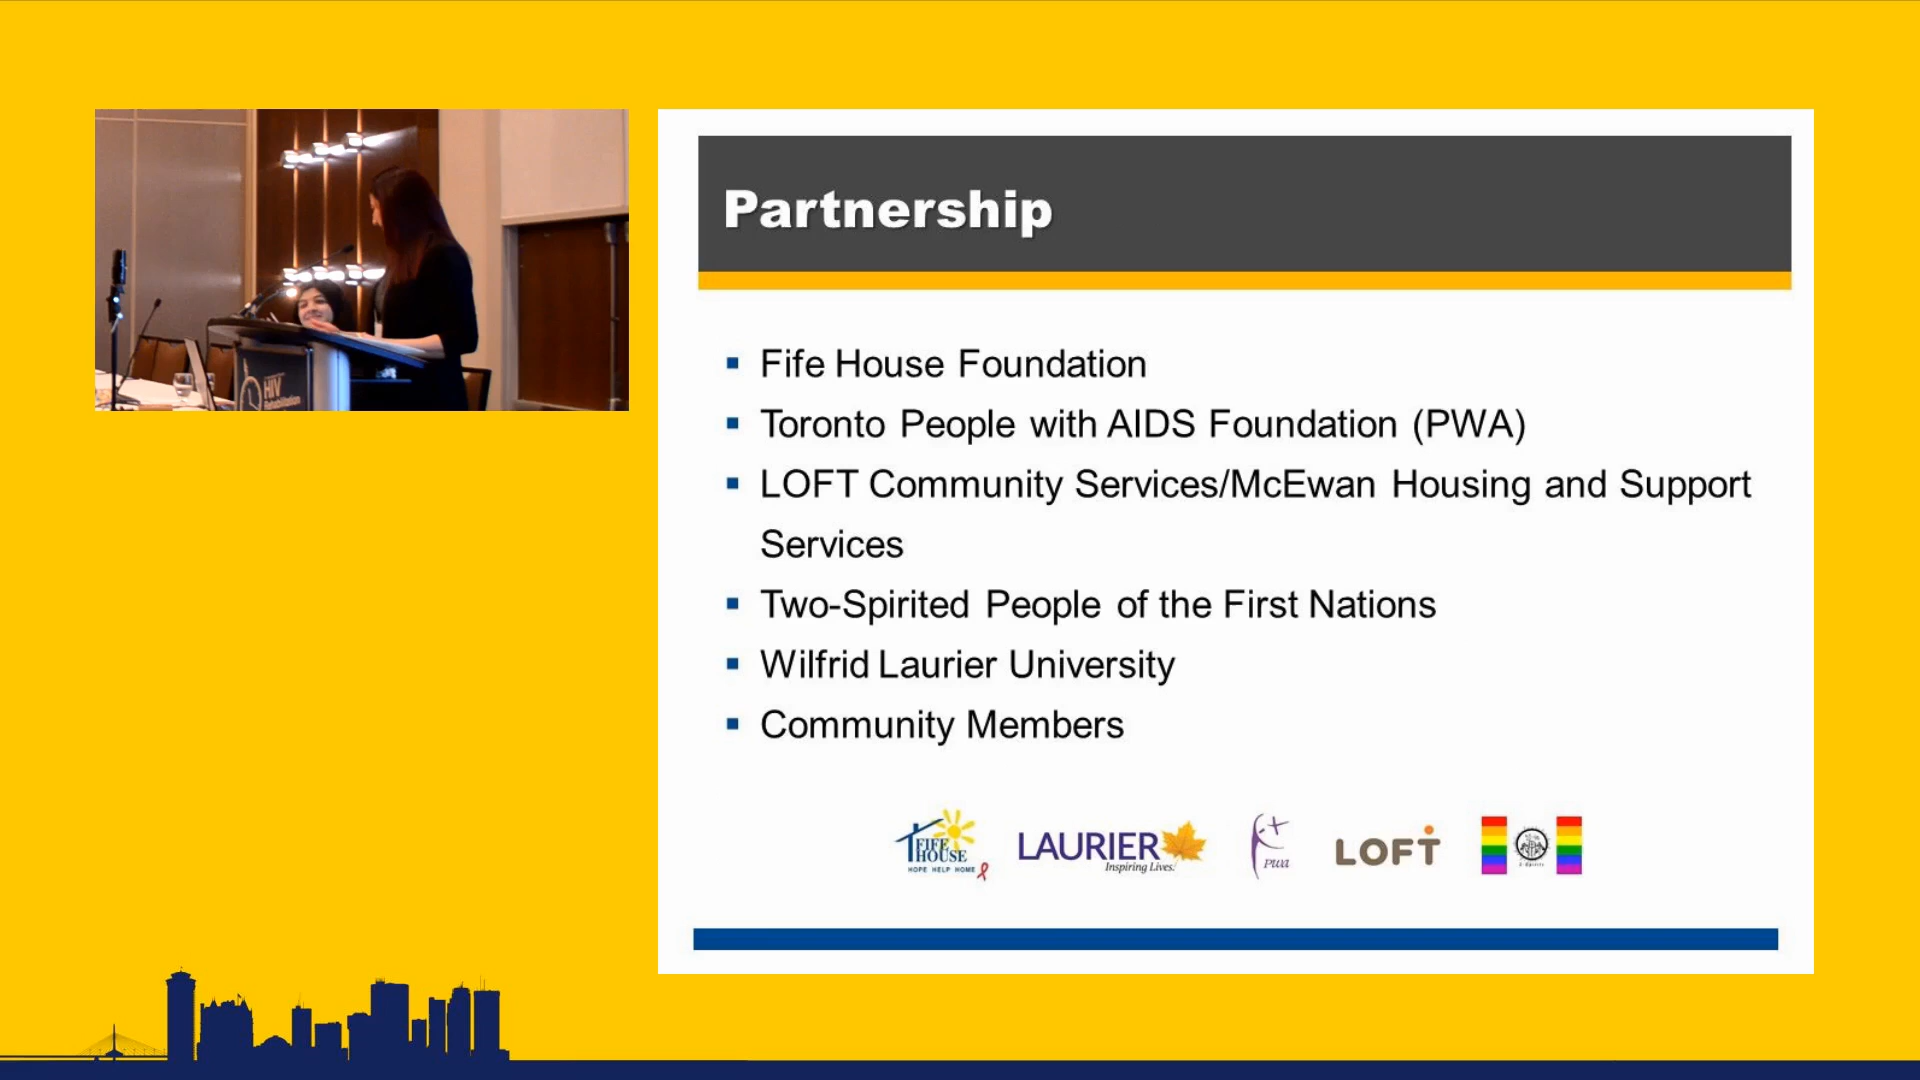 HIV
Partnership
Fife House Foundation
Toronto People with AIDS Foundation (PWA)
LOFT Community Services/McEwan Housing and Support
Services
Two-Spirited People of the First Nations
Wilfrid Laurier University
Community Members
FIFE
HOUSE
HOPE HELP HOME
LAURIER
Inspiring Lives.
pwa
LOFT